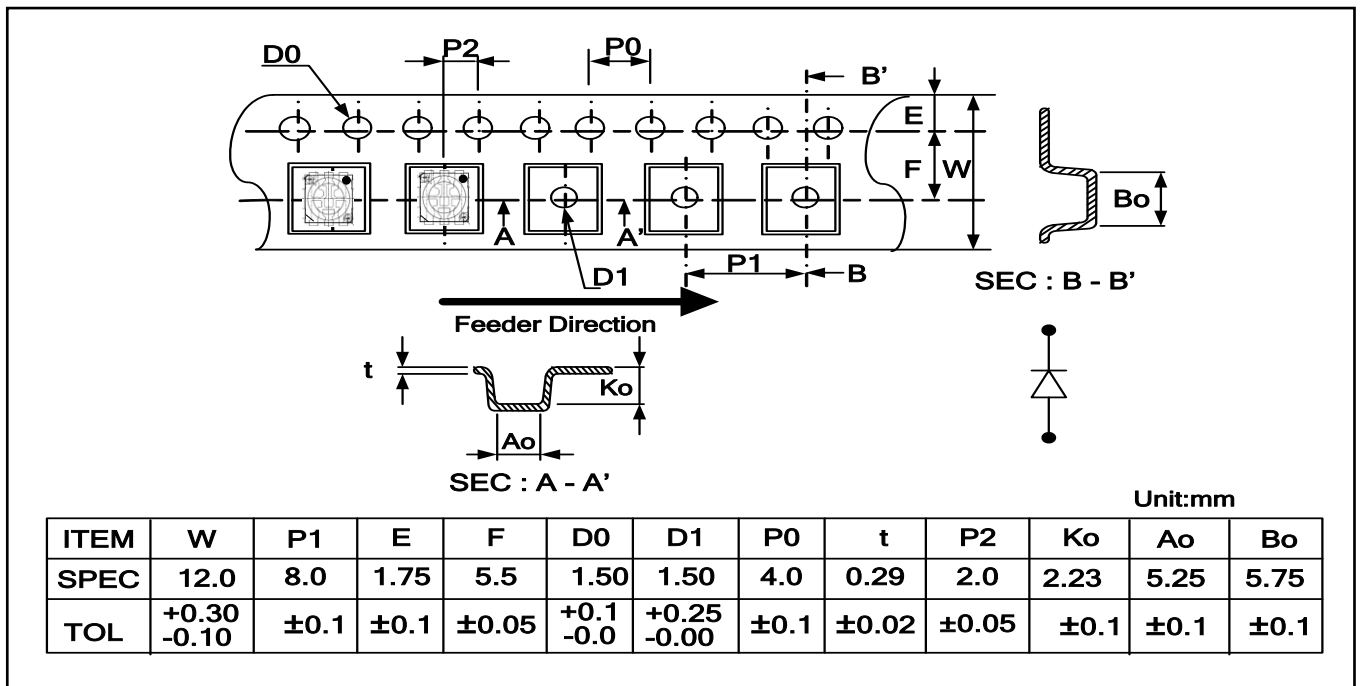 D0
P2
P0
B'
E
F
W
A
A'
D1
P1
B
Bo
SEC : B - B'
Feeder Direction
t
Ko
Ao
SEC : A - A'
Unit:mm
ITEM W P1 E F D0 D1 P0 t P2 Ko Ao Bo
SPEC 12.0 8.0 1.75 5.5 1.50 1.50 4.0 0.29 2.0 2.23 5.25 5.75
TOL +0.30 -0.10 ±0.1 ±0.1 ±0.05 +0.1 -0.0 +0.25 -0.00 ±0.1 ±0.02 ±0.05 ±0.1 ±0.1 ±0.1